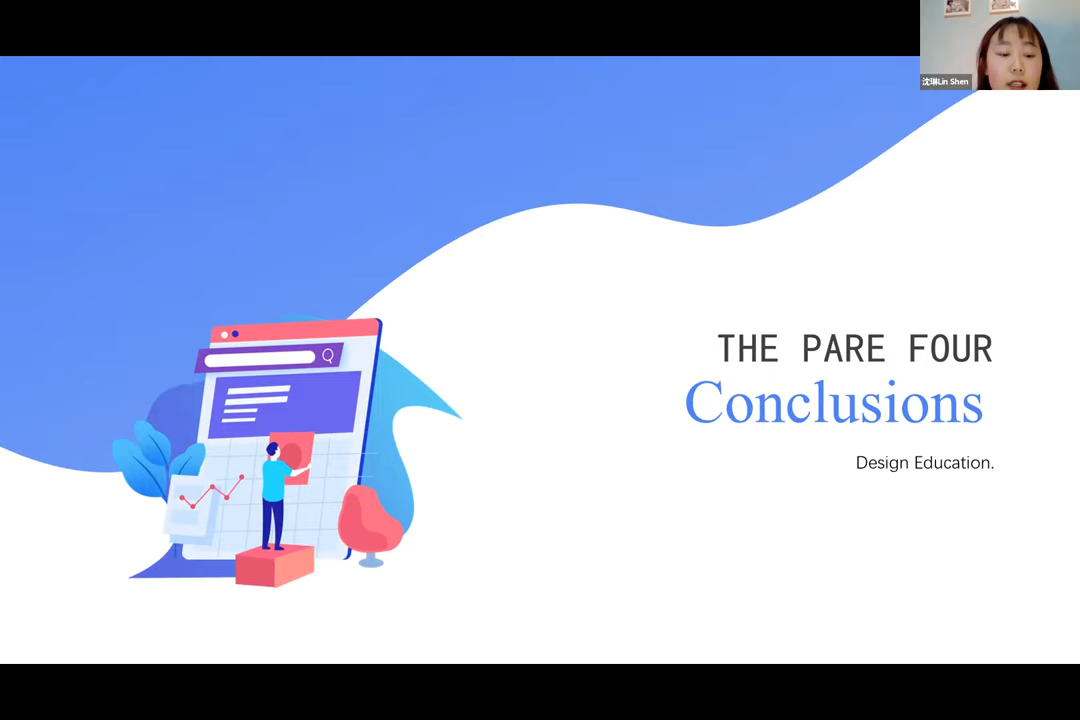 沈琳Lin Shen
THE PARE FOUR
Conclusions
Design Education.